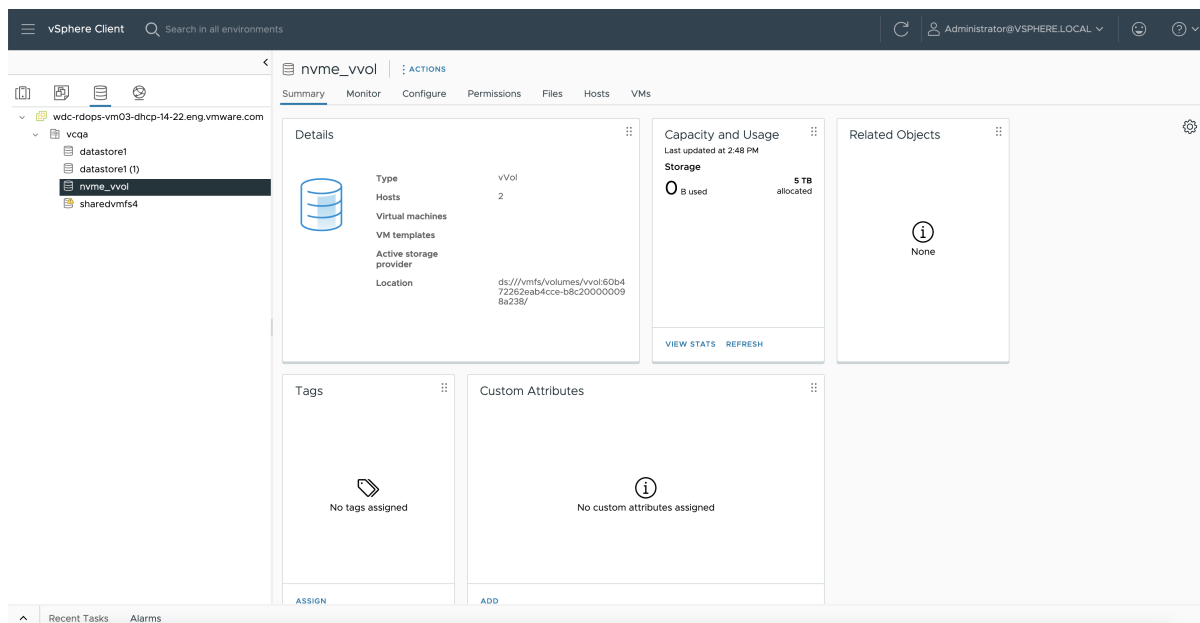 vSphere Client
Search in all environments
Administrator@VSPHERE.LOCAL
wdc-rdops-vm03-dhcp-14-22.eng.vmware.com
vcqa
datastore1
datastore1 (1)
nvme_vvol
sharedvmfs4
nvme_vvol
ACTIONS
Summary Monitor Configure Permissions Files Hosts VMs
Details
Type vVol
Hosts 2
Virtual machines
VM templates
Active storage
provider
Location ds:///vmfs/volumes/vvol:60b4
72262eab4cce-b8c20000009
8a238/
Capacity and Usage
Last updated at 2:48 PM
Storage
0 B used 5 TB
allocated
VIEW STATS REFRESH
Related Objects
None
Tags
No tags assigned
ASSIGN
Custom Attributes
No custom attributes assigned
ADD
Recent Tasks Alarms